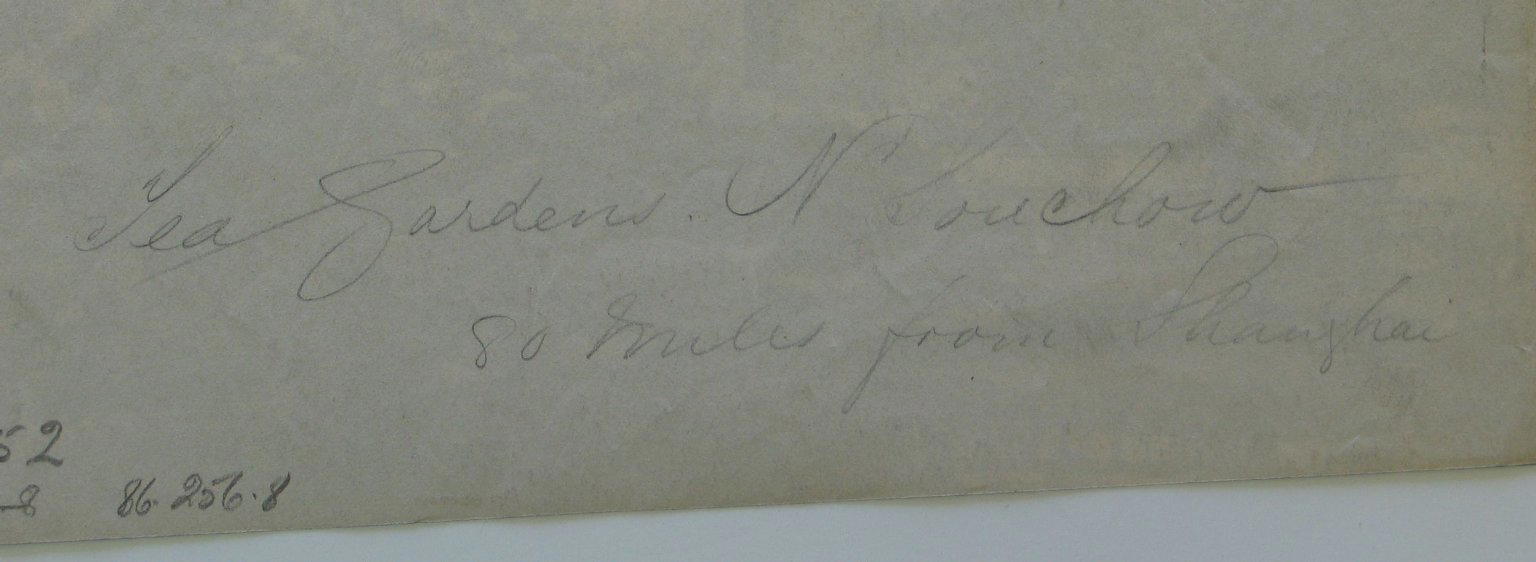 Tea Gardens. N Souchow
80 Miles from Shanghai
52
-8 86.256.8